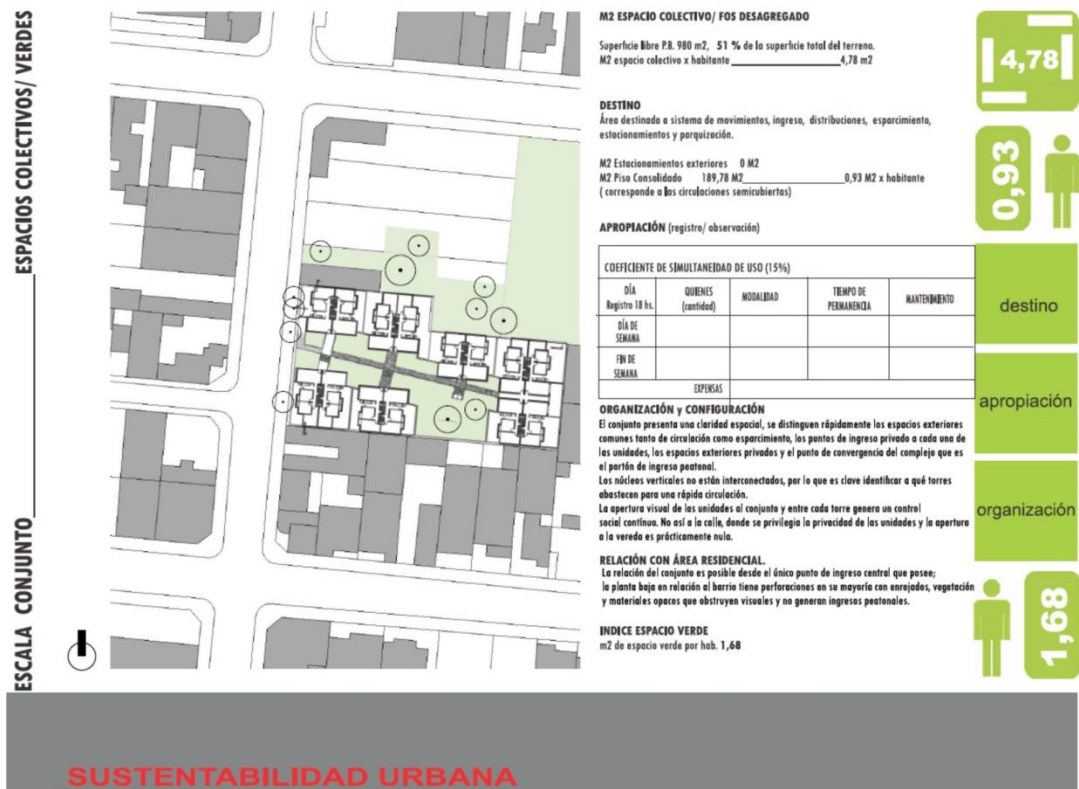 ESPACIOS COLECTIVOS/ VERDES
ESCALA CONJUNTO
M2 ESPACIO COLECTIVO/ FOS DESAGREGADO
Superficie libre P.B. 980 m2, 51 % de la superficie total del terreno.
M2 espacio colectivo x habitante 4,78 m2
DESTINO
Área destinada a sistema de movimientos, ingreso, distribuciones, esparcimiento,
estacionamientos y parquización.
M2 Estacionamientos exteriores 0 M2
M2 Piso Consolidado 189,78 M2 0,93 M2 x habitante
( corresponde a las circulaciones semicubiertas)
APROPIACIÓN (registro/ observación)
COEFICIENTE DE SIMULTANEIDAD DE USO (15%)
DÍA
Registro 18 hs.
QUIENES
(cantidad)
MODALIDAD
TIEMPO DE
PERMANENCIA
MANTENIMIENTO
DÍA DE
SEMANA
FIN DE
SEMANA
EXPENSAS
ORGANIZACIÓN y CONFIGURACIÓN
El conjunto presenta una claridad espacial, se distinguen rápidamente los espacios exteriores
comunes tanto de circulación como esparcimiento, los puntos de ingreso privado a cada una de
las unidades, los espacios exteriores privados y el punto de convergencia del complejo que es
el portón de ingreso peatonal.
Los núcleos verticales no están interconectados, por lo que es clave identificar a qué torres
abastecen para una rápida circulación.
La apertura visual de las unidades al conjunto y entre cada torre genera un control
social contínuo. No así a la calle, donde se privilegia la privacidad de las unidades y la apertura
a la vereda es prácticamente nula.
RELACIÓN CON ÁREA RESIDENCIAL.
La relación del conjunto es posible desde el único punto de ingreso central que posee;
la planta baja en relación al barrio tiene perforaciones en su mayoría con enrejados, vegetación
y materiales opacos que obstruyen visuales y no generan ingresos peatonales.
INDICE ESPACIO VERDE
m2 de espacio verde por hab. 1,68
4,78
0,93
destino
apropiación
organización
1,68
SUSTENTABILIDAD URBANA